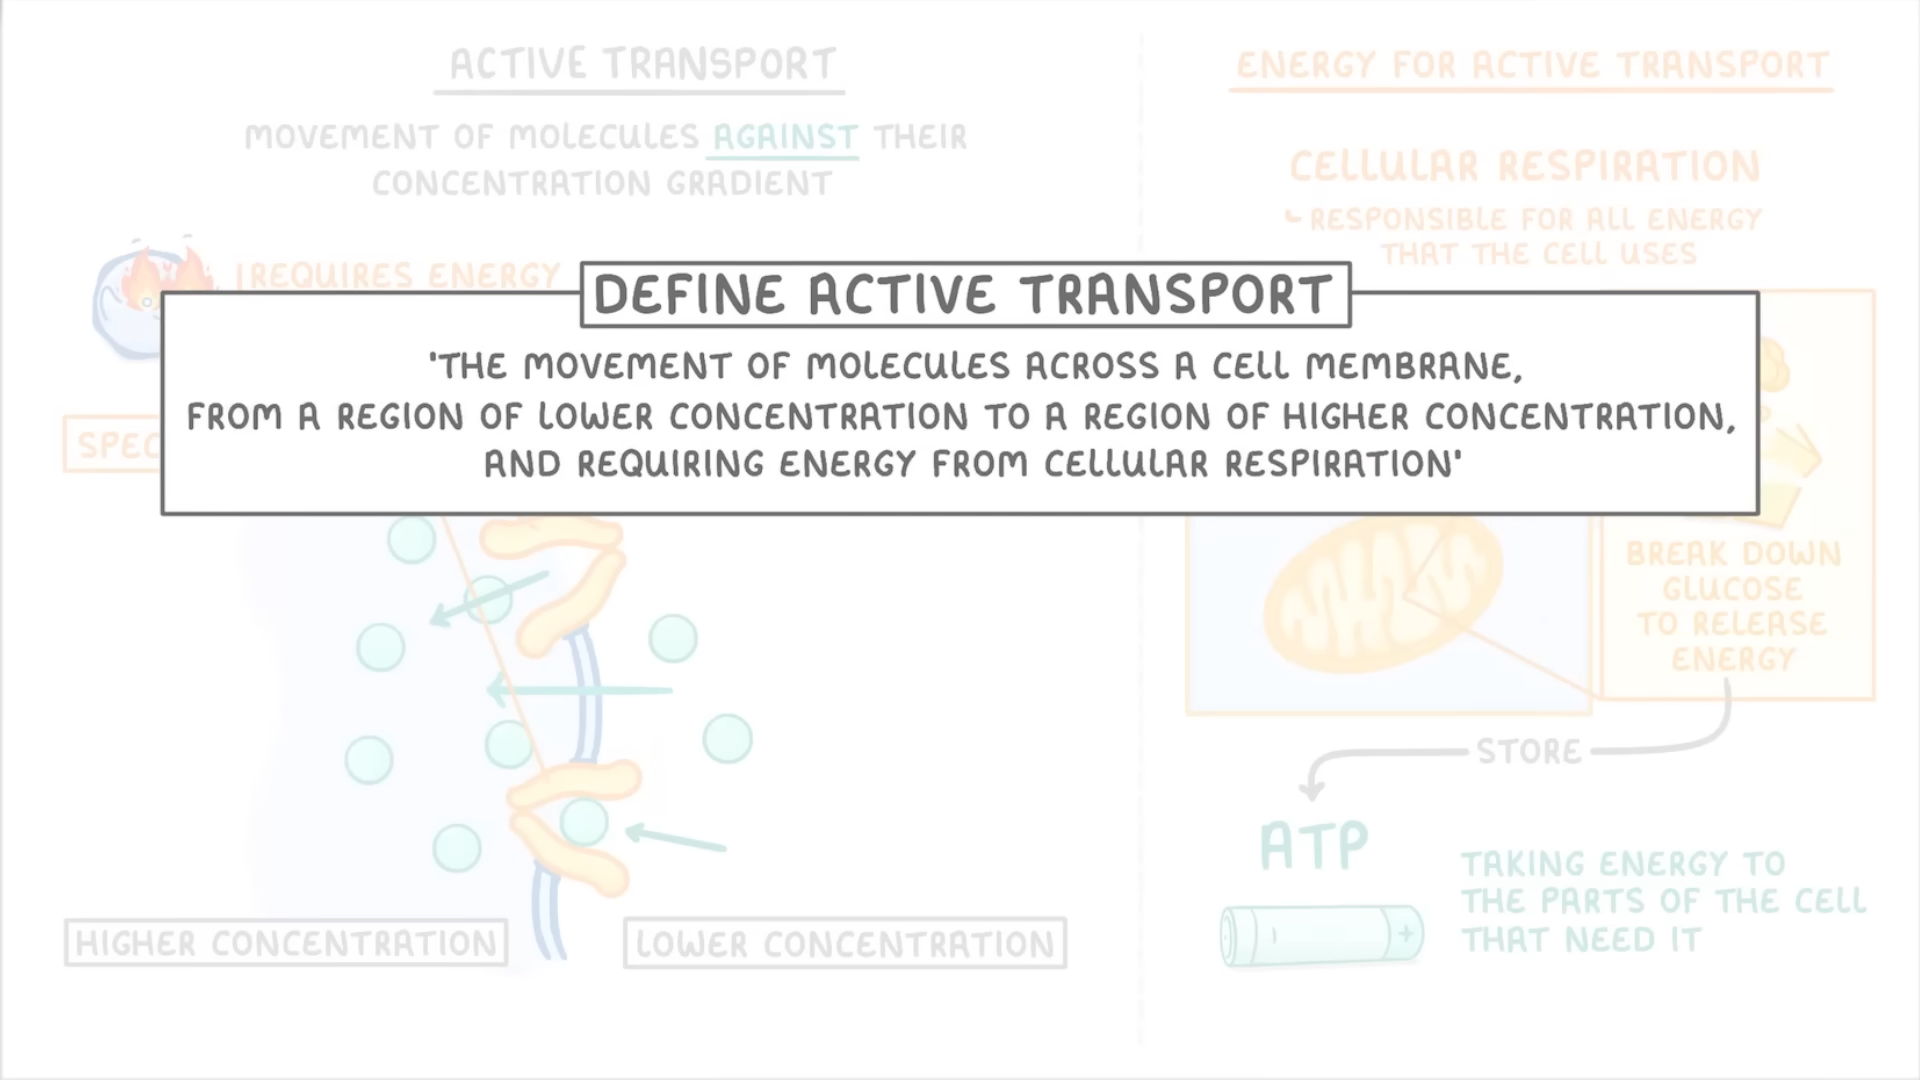 ACTIVE TRANSPORT
MOVEMENT OF MOLECULES AGAINST THEIR
CONCENTRATION GRADIENT
REQUIRES ENERGY
SPEC
HIGHER CONCENTRATION
LOWER CONCENTRATION
DEFINE ACTIVE TRANSPORT
'THE MOVEMENT OF MOLECULES ACROSS A CELL MEMBRANE,
FROM A REGION OF LOWER CONCENTRATION TO A REGION OF HIGHER CONCENTRATION,
AND REQUIRING ENERGY FROM CELLULAR RESPIRATION'
ENERGY FOR ACTIVE TRANSPORT
CELLULAR RESPIRATION
RESPONSIBLE FOR ALL ENERGY
THAT THE CELL USES
BREAK DOWN
GLUCOSE
TO RELEASE
ENERGY
STORE
ATP
TAKING ENERGY TO
THE PARTS OF THE CELL
THAT NEED IT